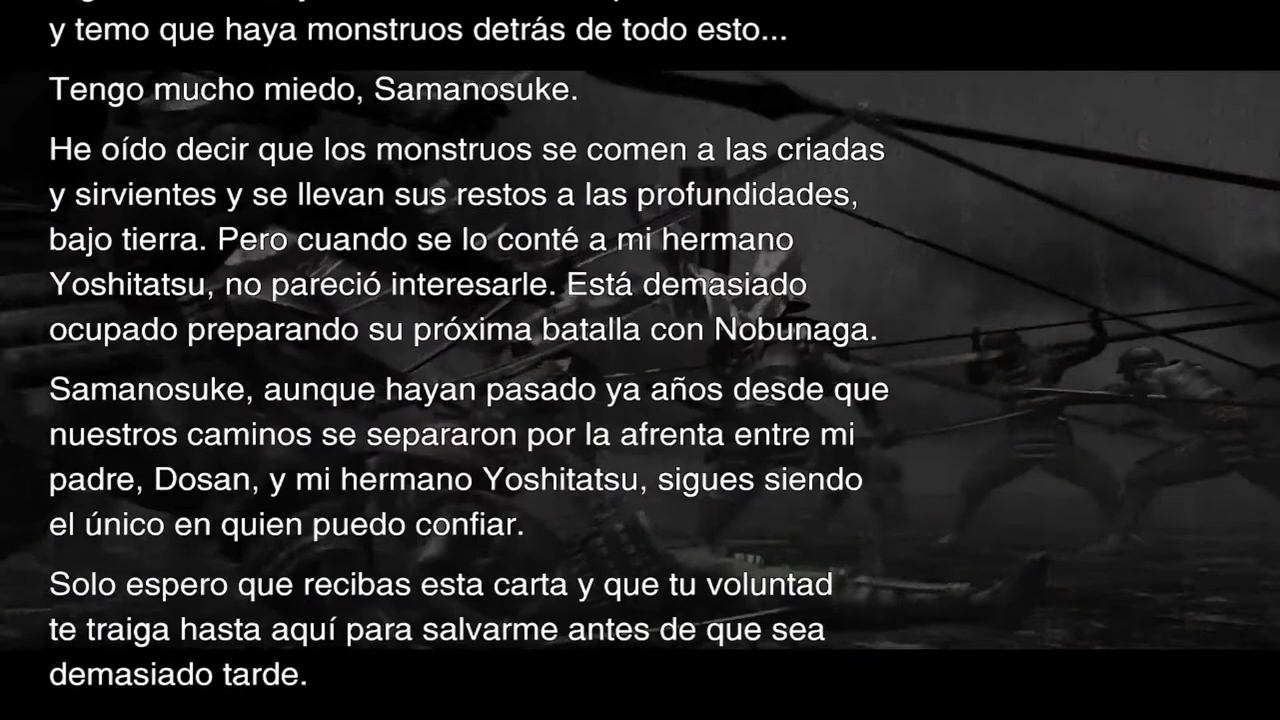 y temo que haya monstruos detrás de todo esto...
Tengo mucho miedo, Samanosuke.
He oído decir que los monstruos se comen a las criadas
y sirvientes y se llevan sus restos a las profundidades,
bajo tierra. Pero cuando se lo conté a mi hermano
Yoshitatsu, no pareció interesarle. Está demasiado
ocupado preparando su próxima batalla con Nobunaga.
Samanosuke, aunque hayan pasado ya años desde que
nuestros caminos se separaron por la afrenta entre mi
padre, Dosan, y mi hermano Yoshitatsu, sigues siendo
el único en quien puedo confiar.
Solo espero que recibas esta carta y que tu voluntad
te traiga hasta aquí para salvarme antes de que sea
demasiado tarde.